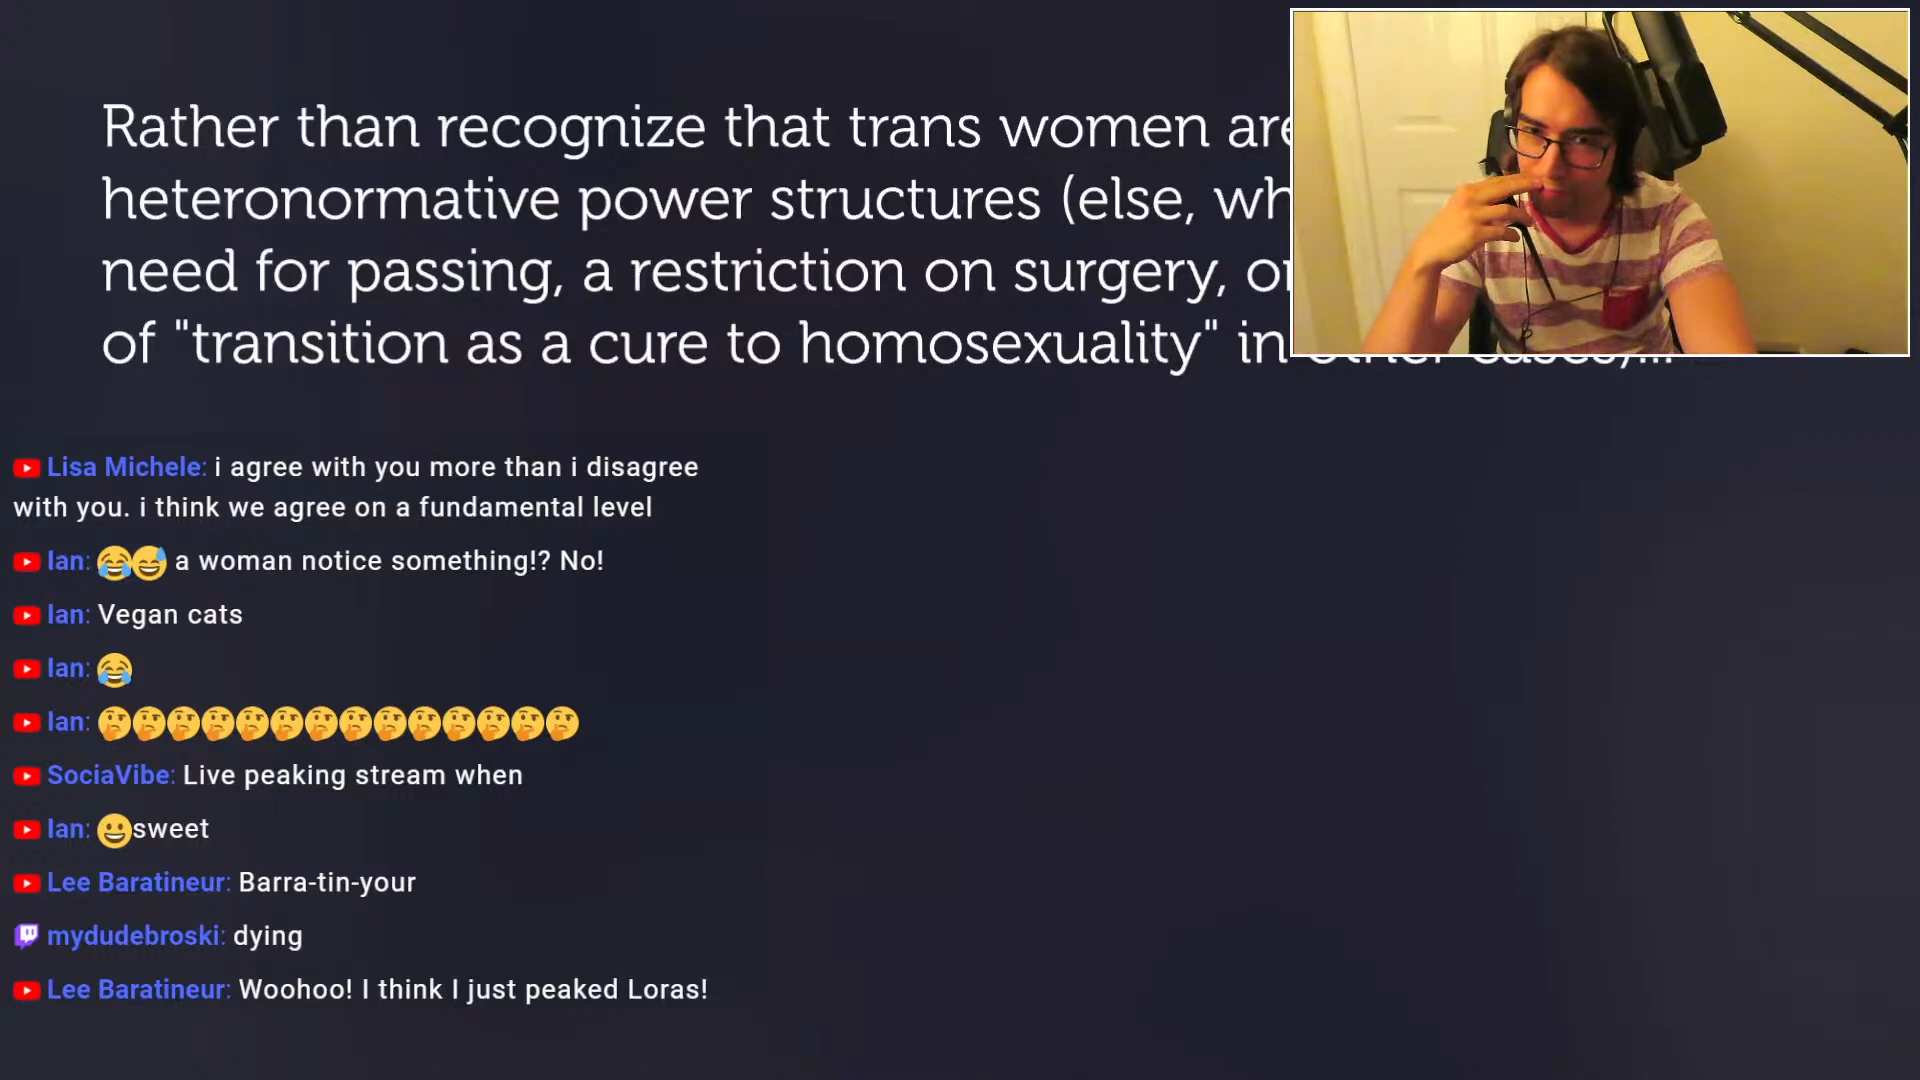 Rather than recognize that trans women are
heteronormative power structures (else, wh
need for passing, a restriction on surgery, or
of "transition as a cure to homosexuality" in other cases)...
Lisa Michele: i agree with you more than i disagree
with you. i think we agree on a fundamental level
Ian: 😂😅 a woman notice something!? No!
Ian: Vegan cats
Ian: 😂
Ian: 🤔🤔🤔🤔🤔🤔🤔🤔🤔🤔🤔🤔🤔🤔
SociaVibe: Live peaking stream when
Ian: 😀sweet
Lee Baratineur: Barra-tin-your
mydudebroski: dying
Lee Baratineur: Woohoo! I think I just peaked Loras!